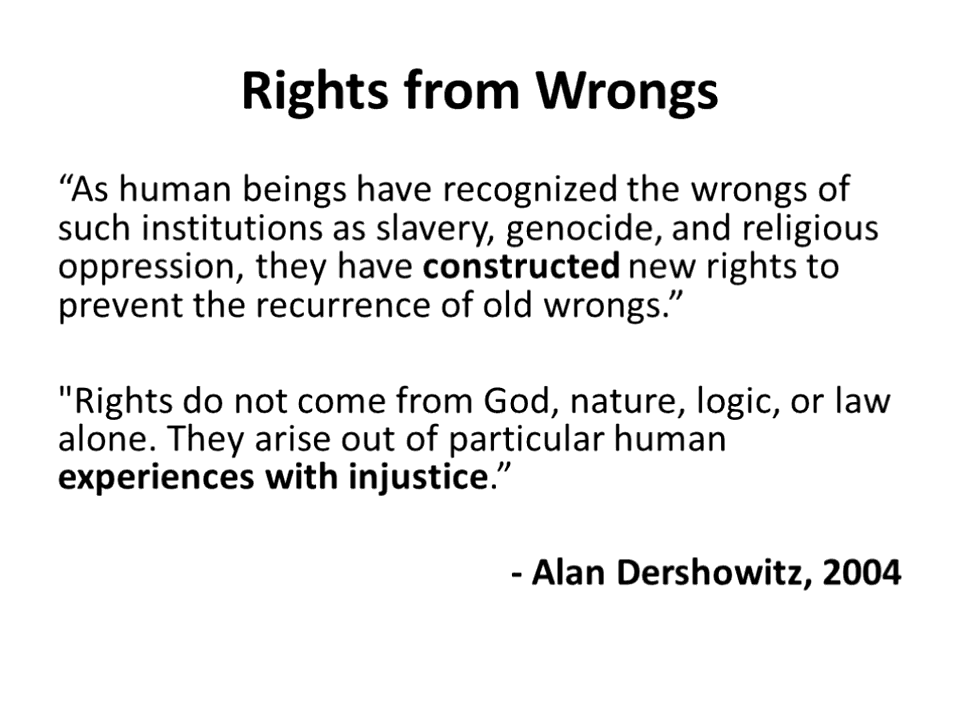 Rights from Wrongs
“As human beings have recognized the wrongs of
such institutions as slavery, genocide, and religious
oppression, they have constructed new rights to
prevent the recurrence of old wrongs.”
"Rights do not come from God, nature, logic, or law
alone. They arise out of particular human
experiences with injustice.”
- Alan Dershowitz, 2004